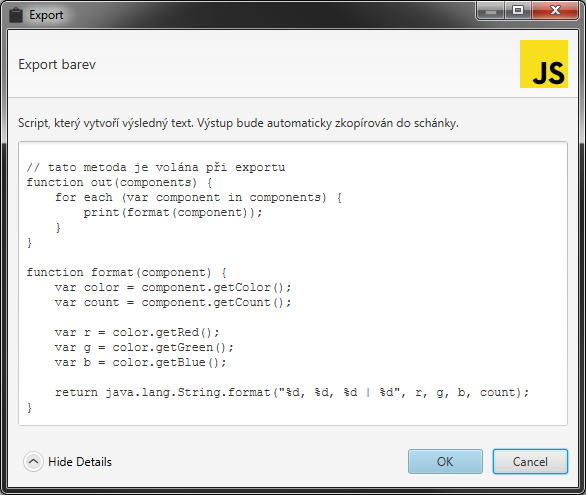 Export
Export barev
JS
Script, který vytvoří výsledný text. Výstup bude automaticky zkopírován do schánky.
// tato metoda je volána při exportu
function out(components) {
    for each (var component in components) {
        print(format(component));
    }
}

function format(component) {
    var color = component.getColor();
    var count = component.getCount();

    var r = color.getRed();
    var g = color.getGreen();
    var b = color.getBlue();

    return java.lang.String.format("%d, %d, %d | %d", r, g, b, count);
}
Hide Details
OK
Cancel